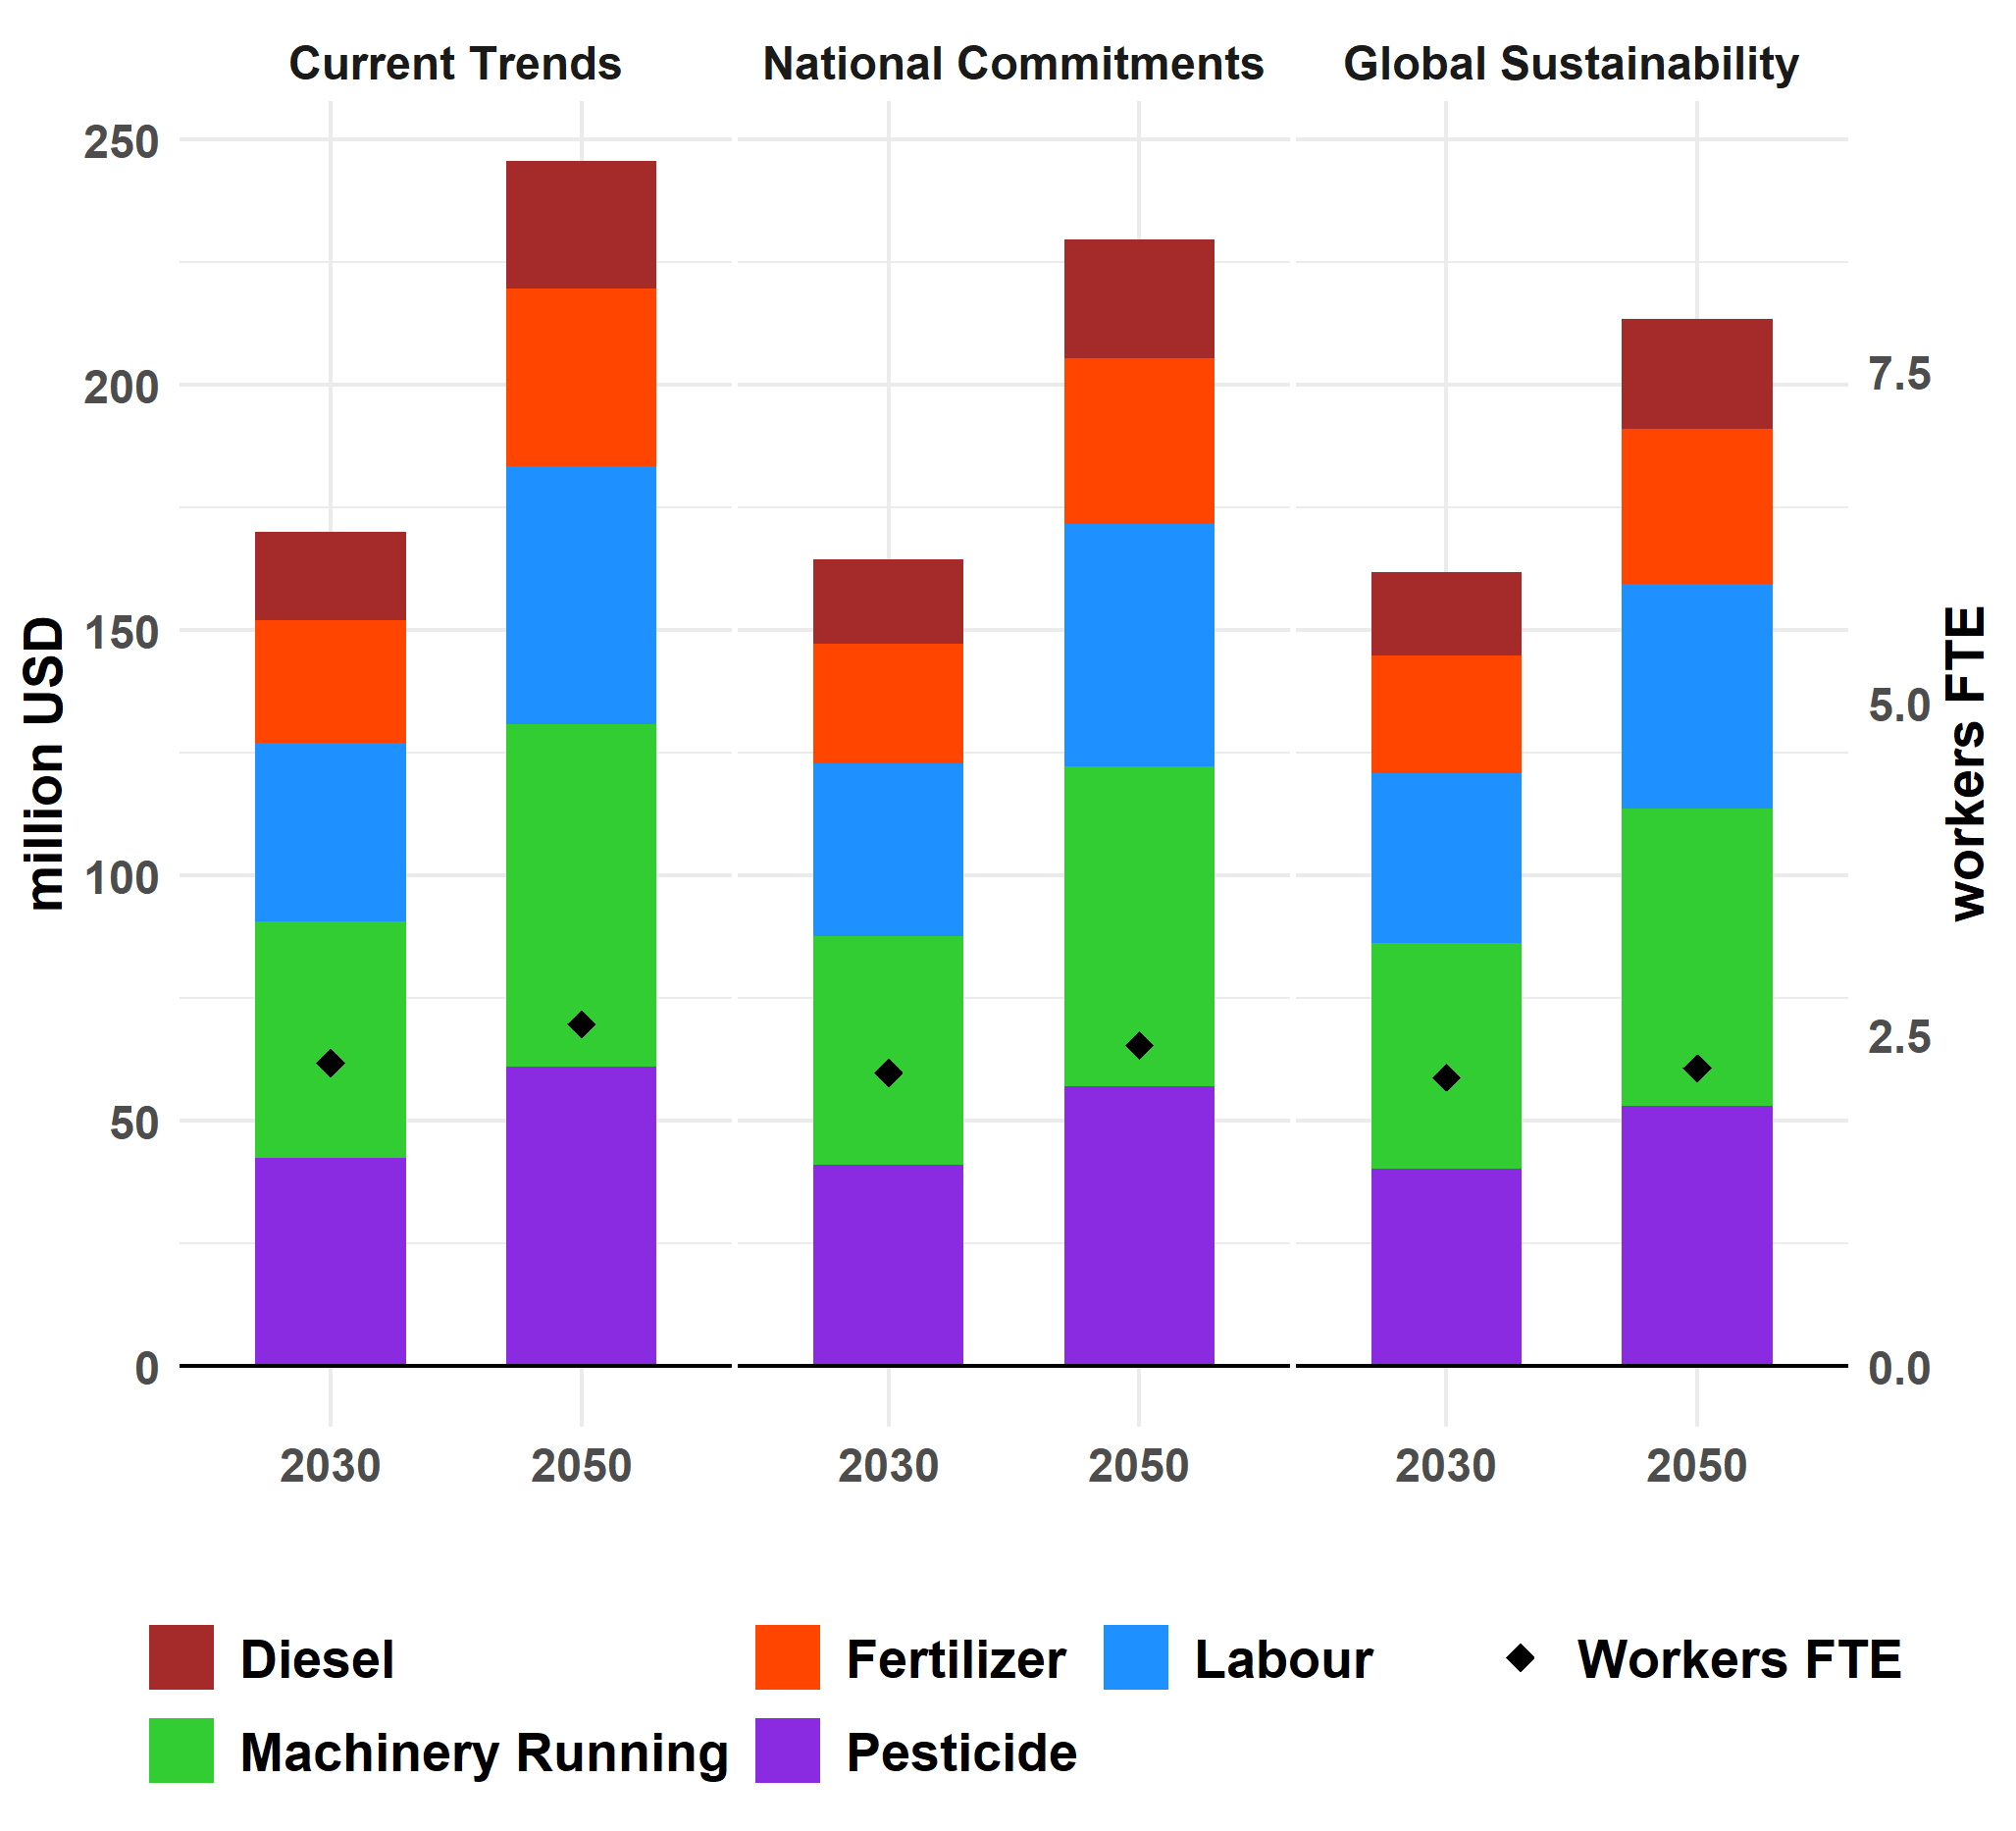 Current Trends National Commitments Global Sustainability
250
200
150
100
50
0
million USD
7.5
5.0
2.5
0.0
workers FTE
2030 2050 2030 2050 2030 2050
Diesel Fertilizer Labour Workers FTE
Machinery Running Pesticide